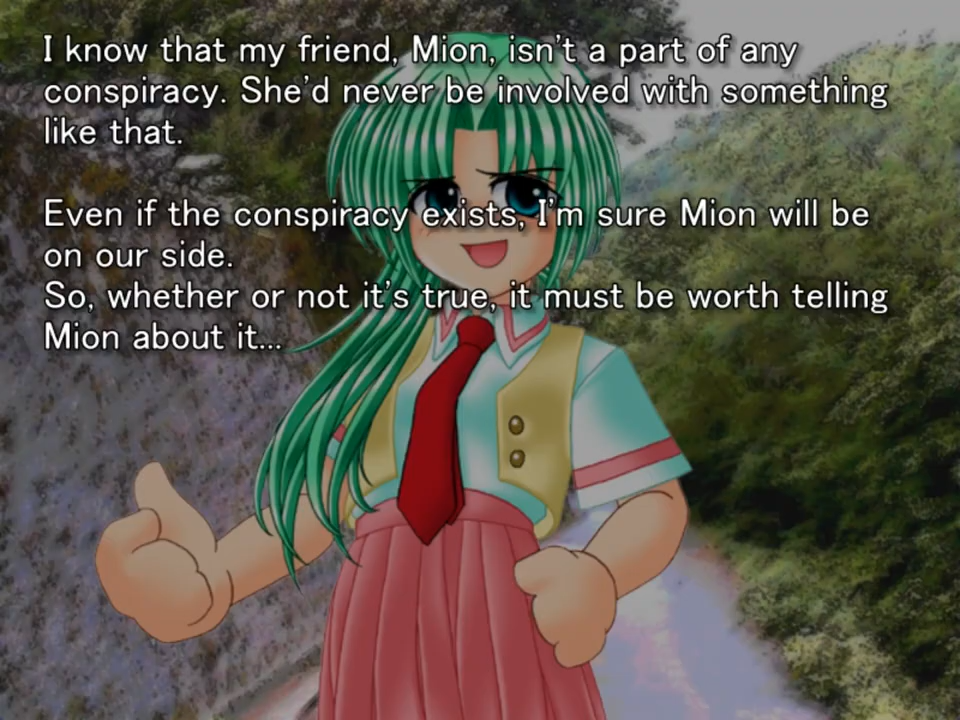 I know that my friend, Mion, isn't a part of any
conspiracy. She'd never be involved with something
like that.
Even if the conspiracy exists, I'm sure Mion will be
on our side.
So, whether or not it's true, it must be worth telling
Mion about it...